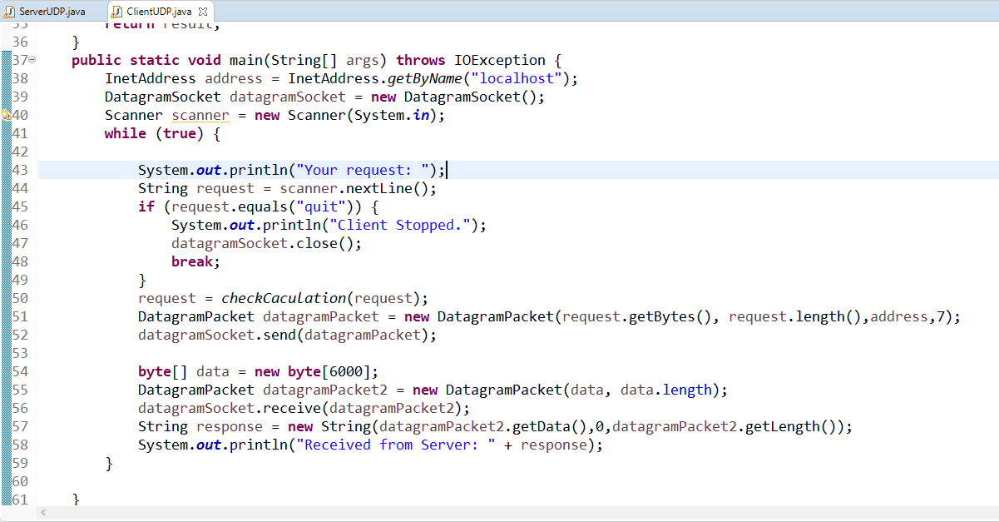 ServerUDP.java ClientUDP.java
35 return result;
36 }
37 public static void main(String[] args) throws IOException {
38 InetAddress address = InetAddress.getByName("localhost");
39 DatagramSocket datagramSocket = new DatagramSocket();
40 Scanner scanner = new Scanner(System.in);
41 while (true) {
42
43 System.out.println("Your request: ");
44 String request = scanner.nextLine();
45 if (request.equals("quit")) {
46 System.out.println("Client Stopped.");
47 datagramSocket.close();
48 break;
49 }
50 request = checkCaculation(request);
51 DatagramPacket datagramPacket = new DatagramPacket(request.getBytes(), request.length(),address,7);
52 datagramSocket.send(datagramPacket);
53
54 byte[] data = new byte[6000];
55 DatagramPacket datagramPacket2 = new DatagramPacket(data, data.length);
56 datagramSocket.receive(datagramPacket2);
57 String response = new String(datagramPacket2.getData(),0,datagramPacket2.getLength());
58 System.out.println("Received from Server: " + response);
59 }
60
61 }